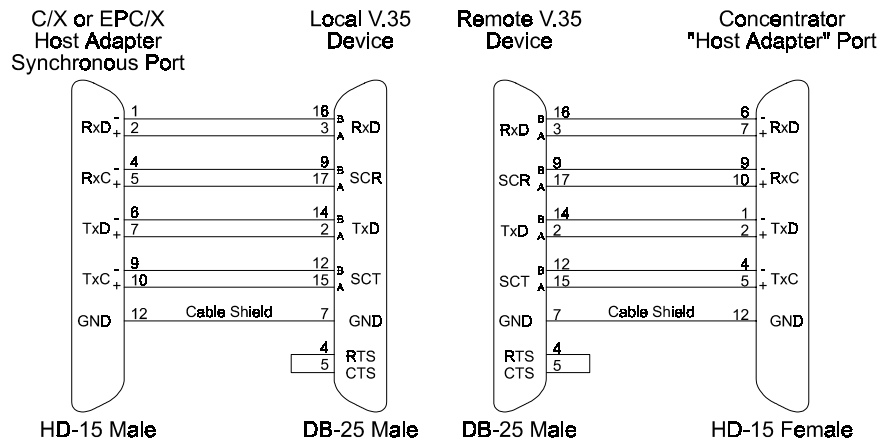 C/X or EPC/X
Host Adapter
Synchronous Port
Local V.35
Device
Remote V.35
Device
Concentrator
"Host Adapter" Port
RxD - 1 16 B RxD
+ 2 3 A
RxC - 4 9 B SCR
+ 5 17 A
TxD - 6 14 B TxD
+ 7 2 A
TxC - 9 12 B SCT
+ 10 15 A
GND 12 Cable Shield 7 GND
4 RTS
5 CTS
HD-15 Male
DB-25 Male
RxD B 16 6 - RxD
A 3 7 +
SCR B 9 9 - RxC
A 17 10 +
TxD B 14 1 - TxD
A 2 2 +
SCT B 12 4 - TxC
A 15 5 +
GND 7 Cable Shield 12 GND
RTS 4
CTS 5
DB-25 Male
HD-15 Female